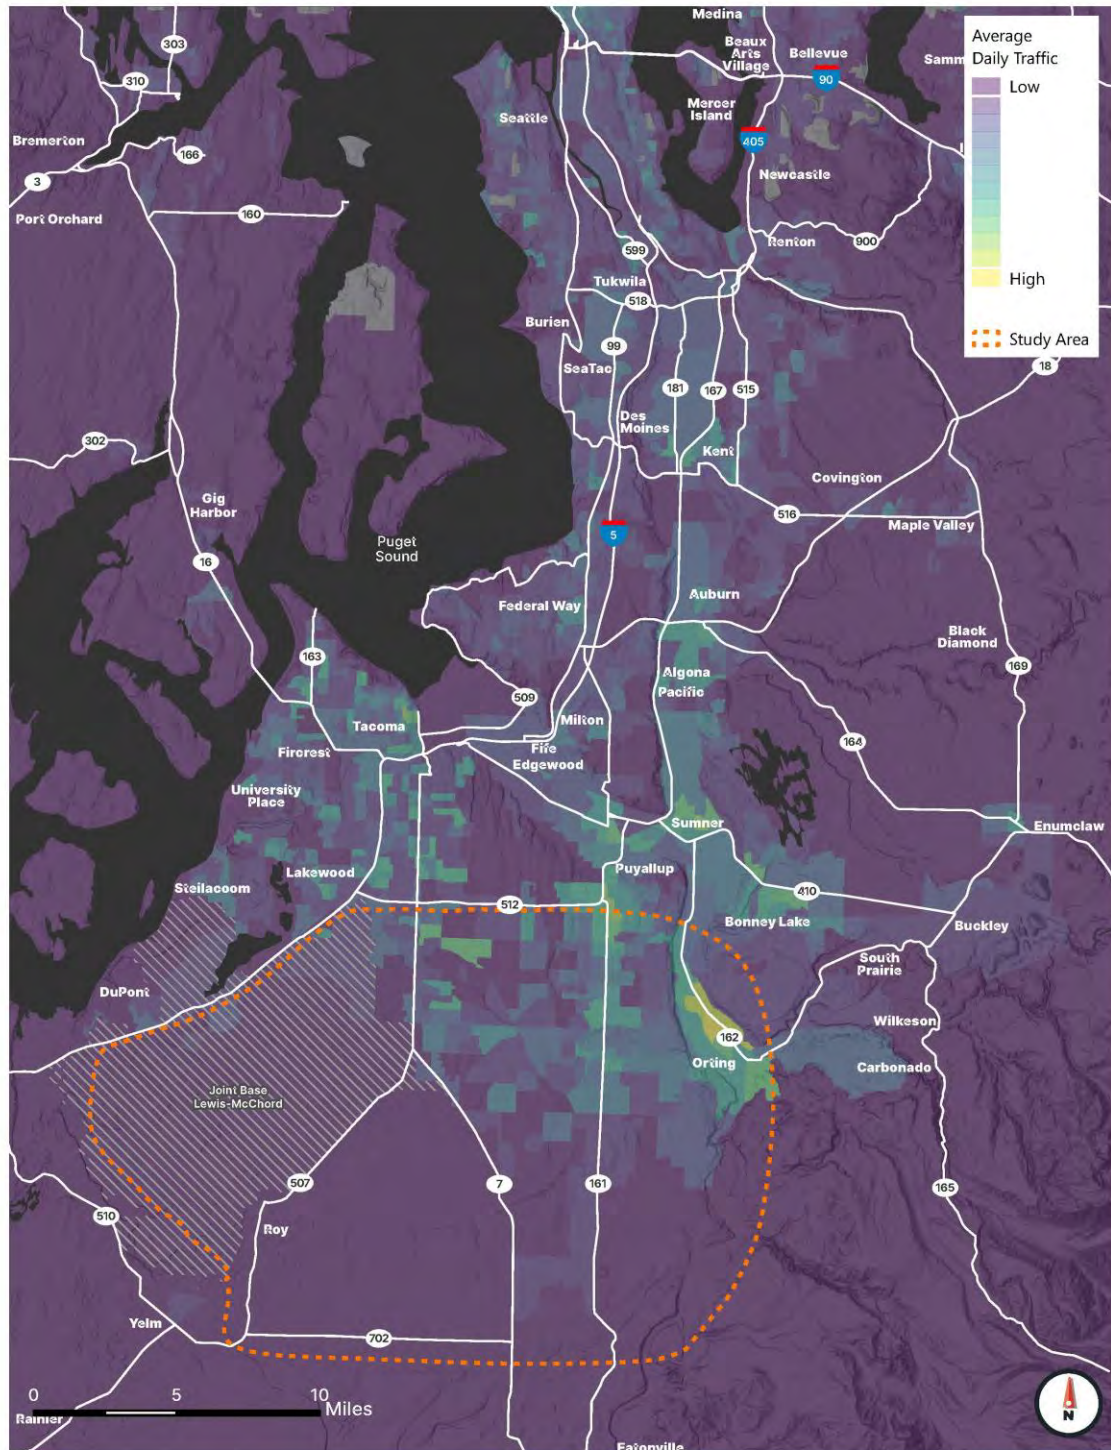 Medina
303
Beaux
Arts
Village
Bellevue
Samm
Average
Daily Traffic
Low
High
Study Area
310
90
Seattle
Mercer
Island
Bremerton
405
166
3
Newcastle
Port Orchard
160
Renton
900
599
Tukwila
518
Burien
99
SeaTac
18
181
167
515
Des
Moines
302
Kent
Covington
Gig
Harbor
516
Maple Valley
5
Puget
Sound
16
Auburn
Federal Way
Black
Diamond
163
169
Algona
Pacific
509
Tacoma
Milton
164
Fircrest
Fife
Edgewood
University
Place
Sumner
Enumclaw
Puyallup
Lakewood
Steilacoom
410
512
Bonney Lake
Buckley
South
Prairie
DuPont
Wilkeson
162
Orting
Carbonado
Joint Base
Lewis-McChord
507
7
161
165
510
Roy
Yelm
702
0
5
10
Miles
Rainier
N
Eatonville